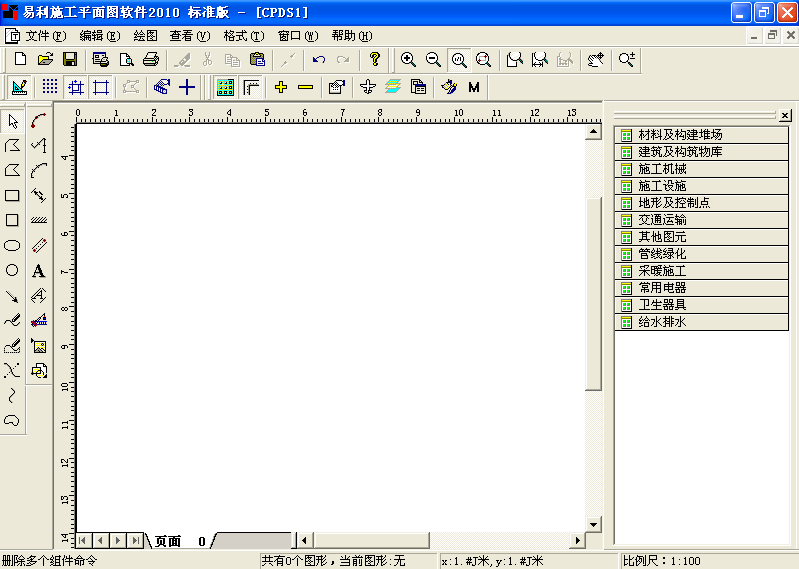 易利施工平面图软件2010 标准版 - [CPDS1]
文件(F) 编辑(E) 绘图 查看(V) 格式(T) 窗口(W) 帮助(H)
M
0 1 2 3 4 5 6 7 8 9 10 11 12 13
4
5
6
7
8
9
10
11
12
13
14
A
材料及构建堆场
建筑及构筑物库
施工机械
施工设施
地形及控制点
交通运输
其他图元
管线绿化
采暖施工
常用电器
卫生器具
给水排水
页面 0
删除多个组件命令 共有0个图形，当前图形:无 x:1.#J米,y:1.#J米 比例尺：1:100